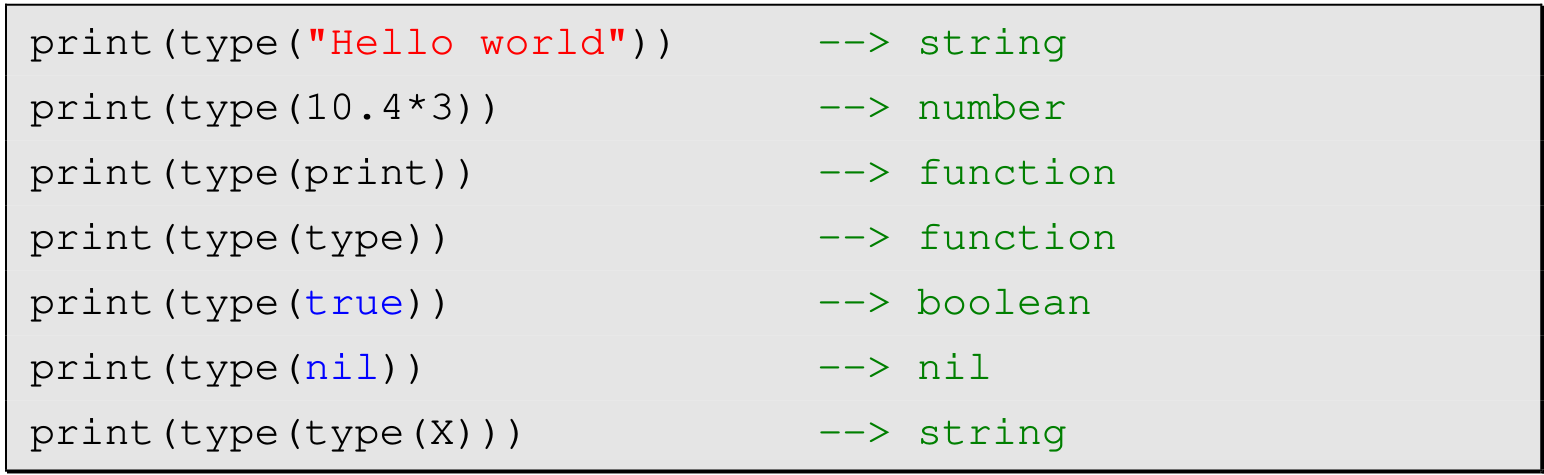 print(type("Hello world"))      --> string
print(type(10.4*3))             --> number
print(type(print))              --> function
print(type(type))               --> function
print(type(true))               --> boolean
print(type(nil))                --> nil
print(type(type(X)))            --> string